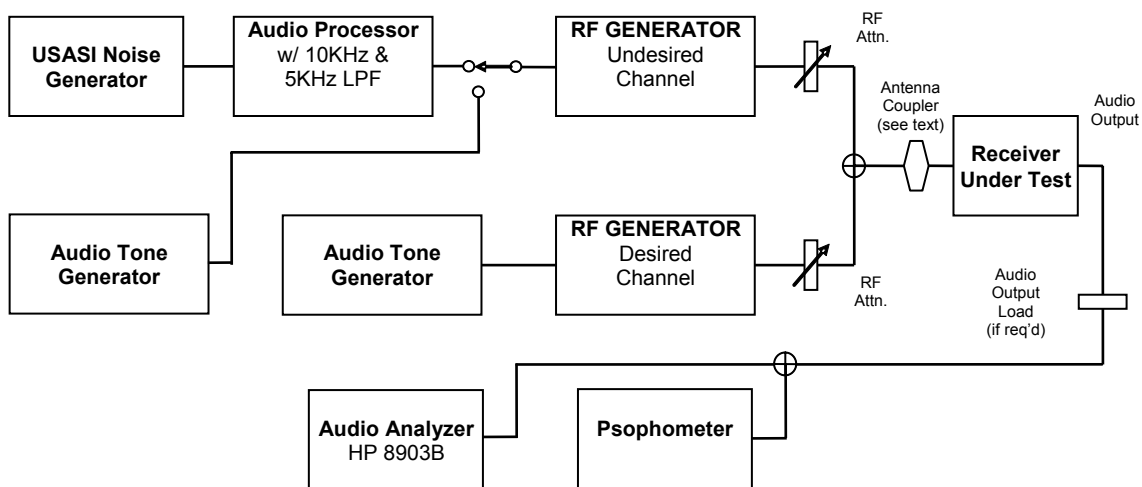 USASI Noise
Generator
Audio Processor
w/ 10KHz &
5KHz LPF
RF GENERATOR
Undesired
Channel
RF
Attn.
Antenna
Coupler
(see text)
Receiver
Under Test
Audio
Output
Audio Tone
Generator
Audio Tone
Generator
RF GENERATOR
Desired
Channel
RF
Attn.
Audio
Output
Load
(if req’d)
Audio Analyzer
HP 8903B
Psophometer